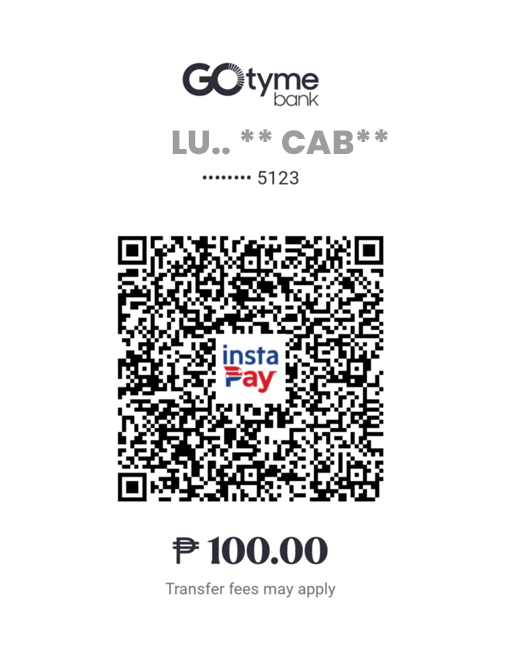 GOtyme
bank
LU.. ** CAB**
•••••••• 5123
insta
Pay
₱ 100.00
Transfer fees may apply